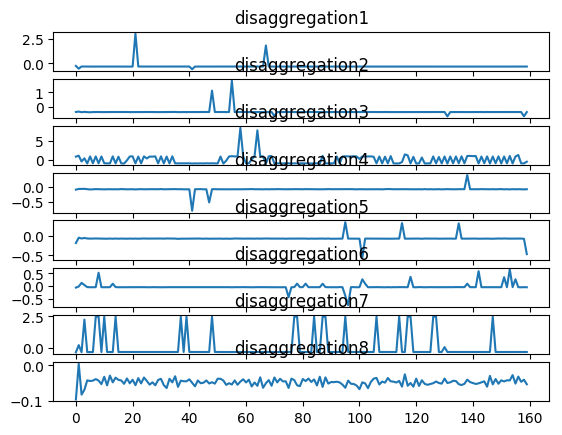 disaggregation1
2.5
0.0
disaggregation2
1
0
disaggregation3
5
0
disaggregation4
0.0
−0.5
disaggregation5
0.0
−0.5
disaggregation6
0.5
0.0
−0.5
disaggregation7
2.5
0.0
disaggregation8
0.0
−0.1
0 20 40 60 80 100 120 140 160